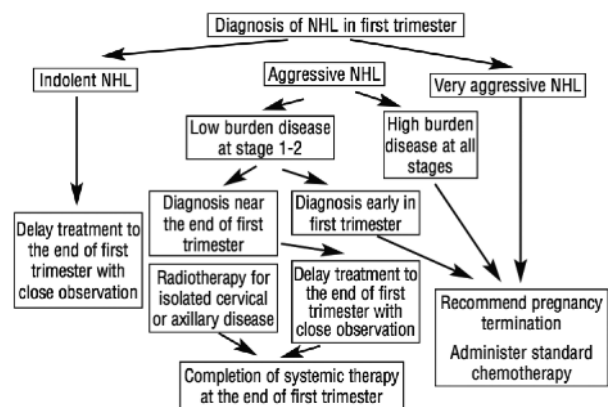 Diagnosis of NHL in first trimester
Indolent NHL
Aggressive NHL
Very aggressive NHL
Low burden disease
at stage 1-2
High burden
disease at all
stages
Diagnosis near
the end of first
trimester
Diagnosis early in
first trimester
Delay treatment to
the end of first
trimester with
close observation
Radiotherapy for
isolated cervical
or axillary disease
Delay treatment to
the end of first
trimester with
close observation
Recommend pregnancy
termination
Administer standard
chemotherapy
Completion of systemic therapy
at the end of first trimester